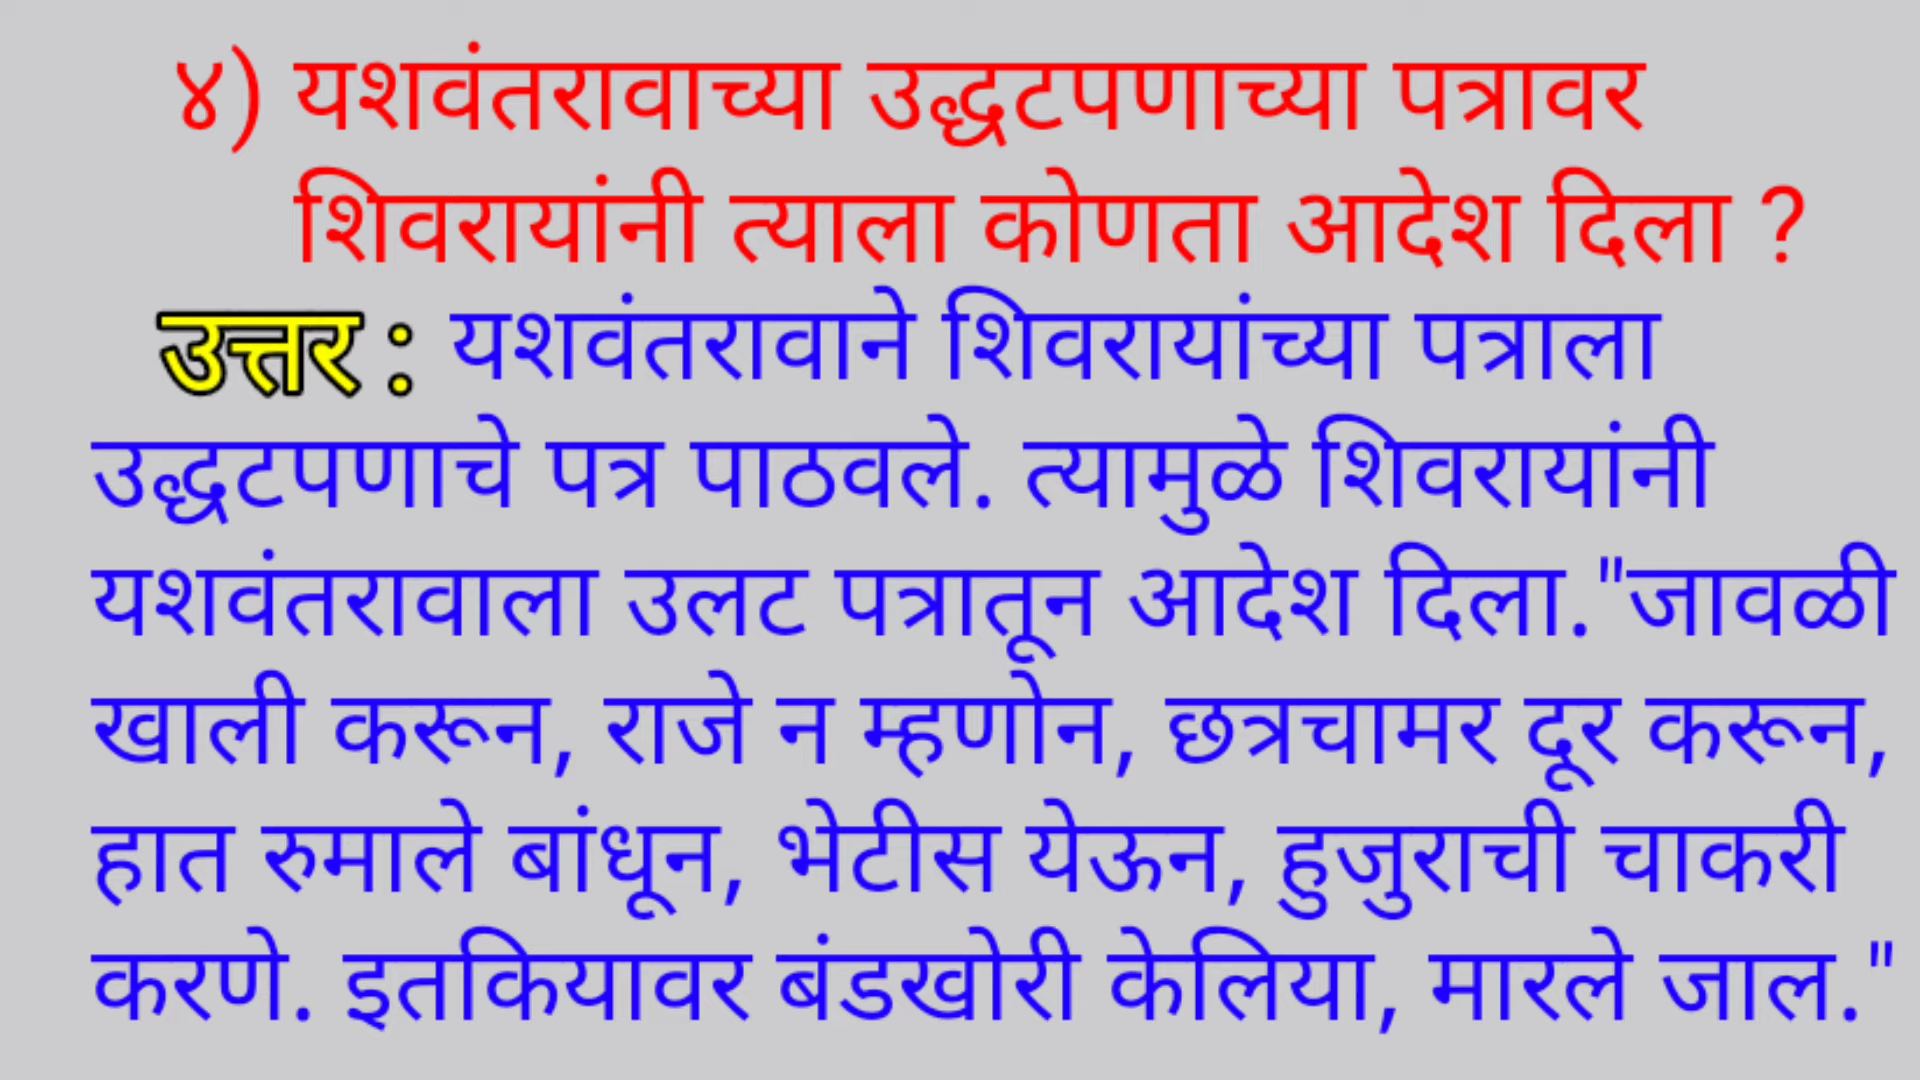 ४) यशवंतरावाच्या उद्धटपणाच्या पत्रावर
शिवरायांनी त्याला कोणता आदेश दिला ?
उत्तर : यशवंतरावाने शिवरायांच्या पत्राला
उद्धटपणाचे पत्र पाठवले. त्यामुळे शिवरायांनी
यशवंतरावाला उलट पत्रातून आदेश दिला."जावळी
खाली करून, राजे न म्हणोन, छत्रचामर दूर करून,
हात रुमाले बांधून, भेटीस येऊन, हुजुराची चाकरी
करणे. इतकियावर बंडखोरी केलिया, मारले जाल."